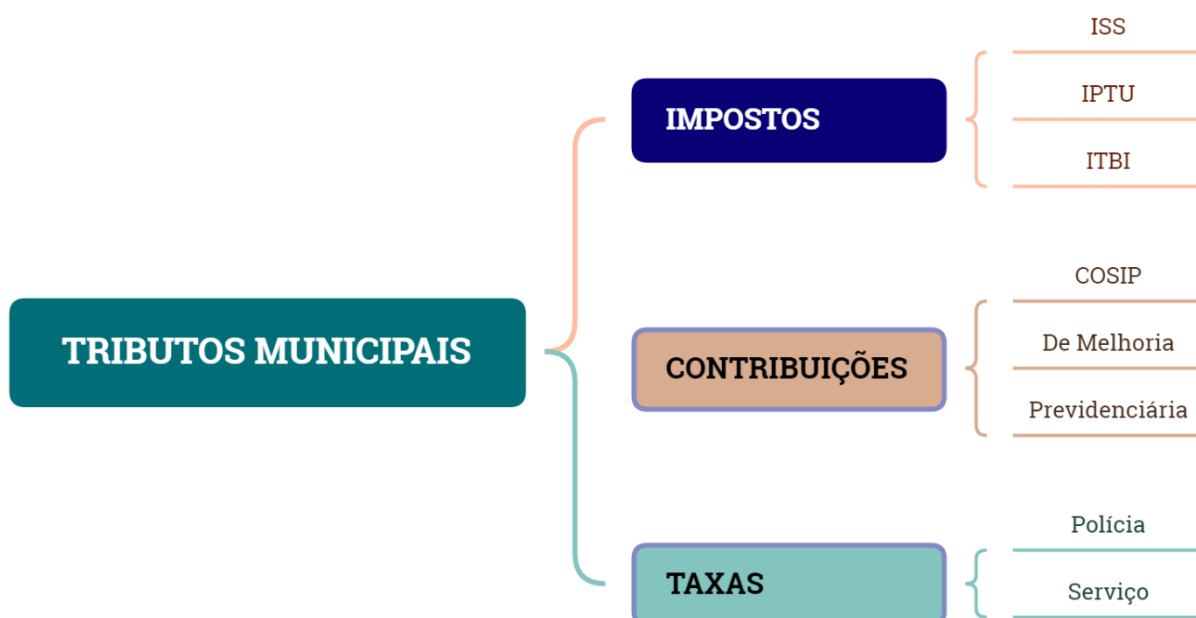 TRIBUTOS MUNICIPAIS
IMPOSTOS
ISS
IPTU
ITBI
CONTRIBUIÇÕES
COSIP
De Melhoria
Previdenciária
TAXAS
Polícia
Serviço